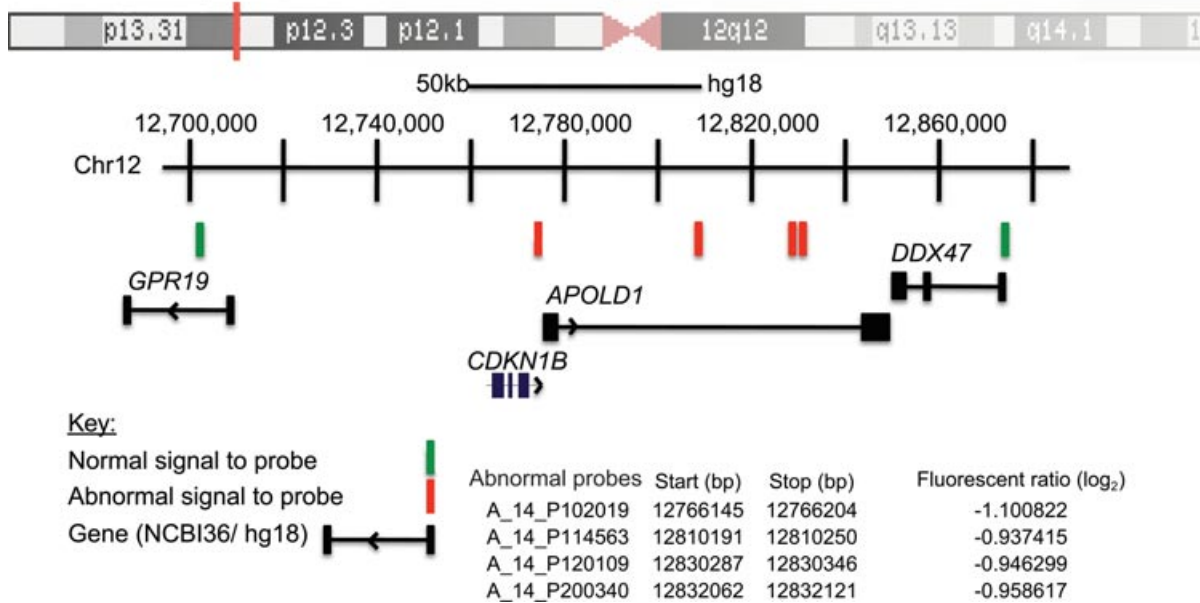 p13.31 p12.3 p12.1 12q12 q13.13 q14.1 1
50kb hg18
12,700,000 12,740,000 12,780,000 12,820,000 12,860,000
Chr12
DDX47
GPR19 APOLD1
CDKN1B
Key:
Normal signal to probe
Abnormal signal to probe
Gene (NCBI36/ hg18)
Abnormal probes Start (bp) Stop (bp) Fluorescent ratio (log₂)
A_14_P102019 12766145 12766204 -1.100822
A_14_P114563 12810191 12810250 -0.937415
A_14_P120109 12830287 12830346 -0.946299
A_14_P200340 12832062 12832121 -0.958617